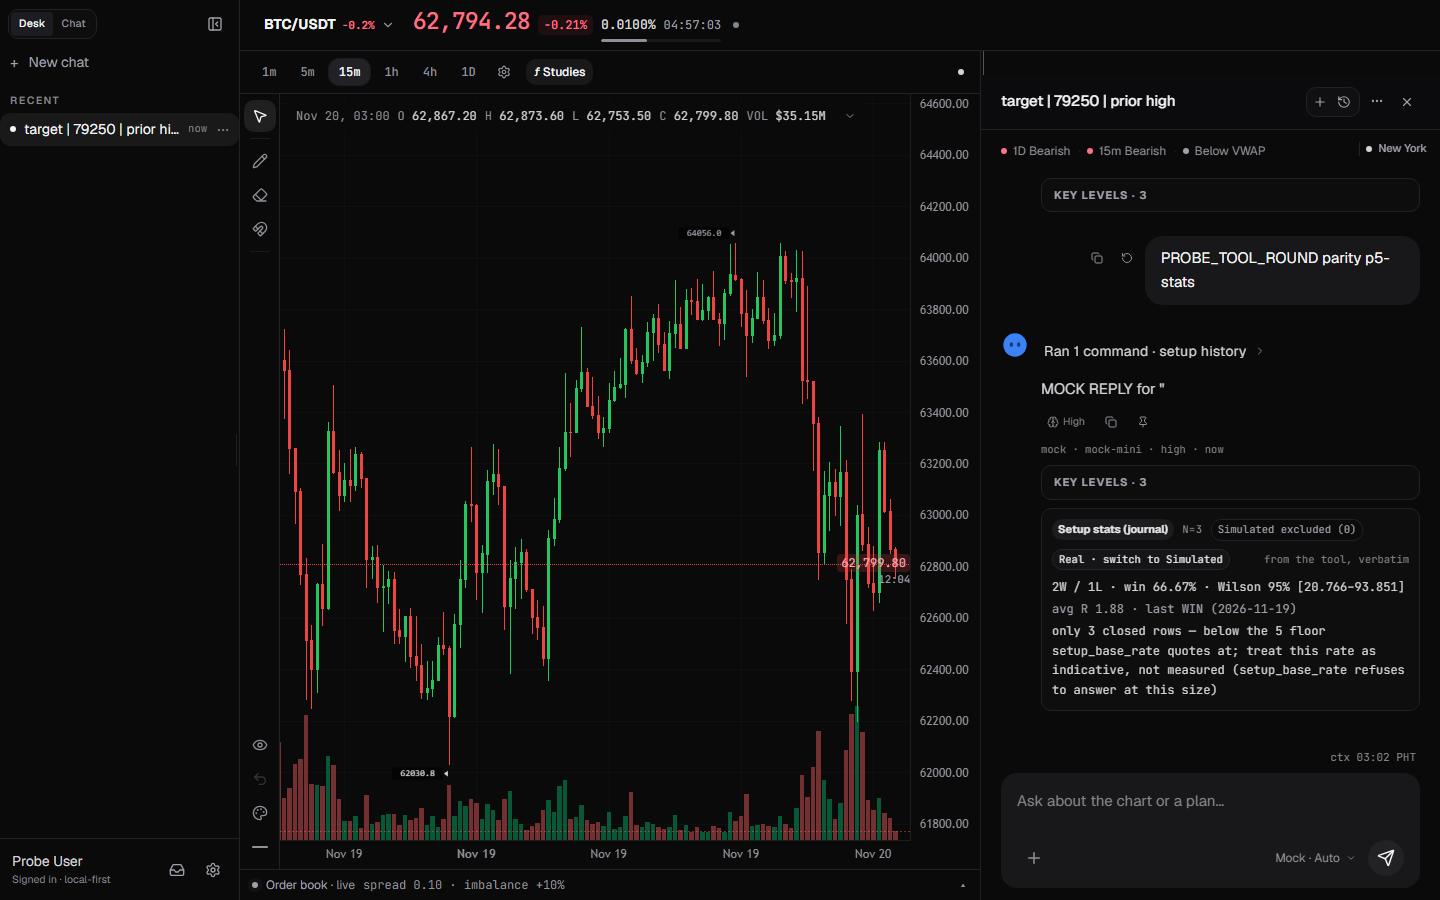 Desk Chat
+ New chat
RECENT
target | 79250 | prior hi... now ...
Probe User
Signed in · local-first
BTC/USDT -0.2% 62,794.28 -0.21% 0.0100% 04:57:03
1m 5m 15m 1h 4h 1D f Studies
Nov 20, 03:00 O 62,867.20 H 62,873.60 L 62,753.50 C 62,799.80 VOL $35.15M
64600.00
64400.00
64200.00
64056.0
64000.00
63800.00
63600.00
63400.00
63200.00
63000.00
62,799.80
62800.00
12:04
62600.00
62400.00
62200.00
62030.8
62000.00
61800.00
Nov 19 Nov 19 Nov 19 Nov 19 Nov 20
Order book · live spread 0.10 · imbalance +10%
target | 79250 | prior high
1D Bearish 15m Bearish Below VWAP New York
KEY LEVELS · 3
PROBE_TOOL_ROUND parity p5-
stats
Ran 1 command · setup history
MOCK REPLY for "
High
mock · mock-mini · high · now
KEY LEVELS · 3
Setup stats (journal) N=3 Simulated excluded (0)
Real · switch to Simulated from the tool, verbatim
2W / 1L · win 66.67% · Wilson 95% [20.766–93.851]
avg R 1.88 · last WIN (2026-11-19)
only 3 closed rows — below the 5 floor
setup_base_rate quotes at; treat this rate as
indicative, not measured (setup_base_rate refuses
to answer at this size)
ctx 03:02 PHT
Ask about the chart or a plan...
+ Mock · Auto